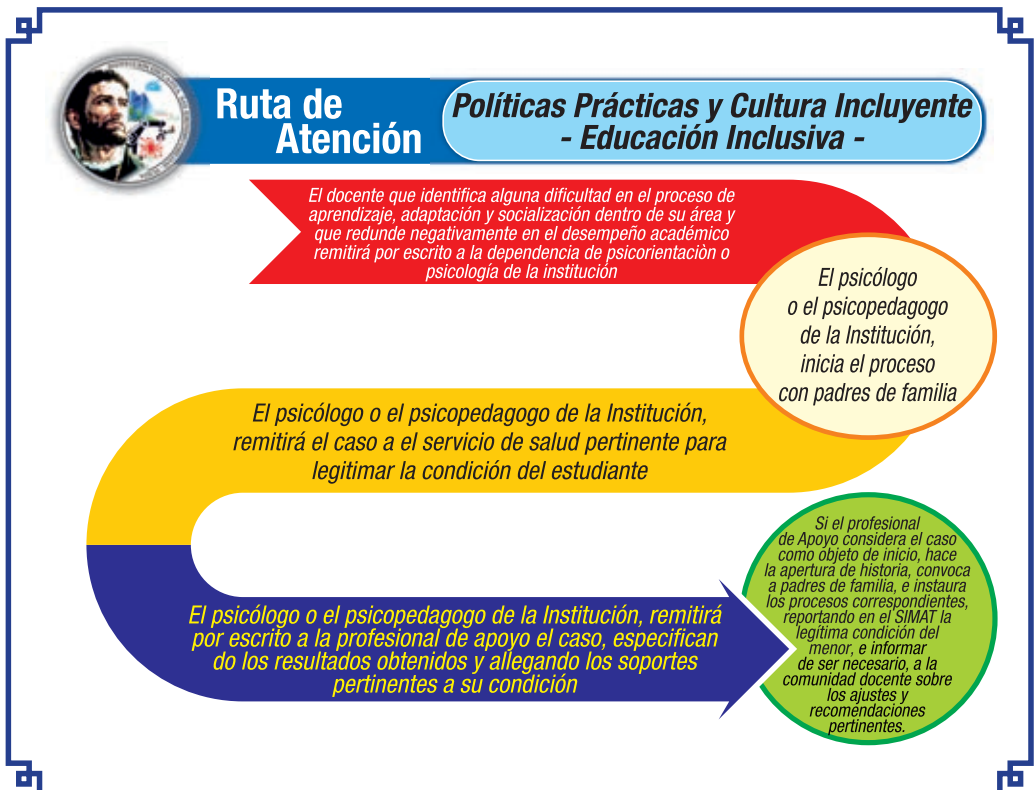 Ruta de
Atención
Políticas Prácticas y Cultura Incluyente
- Educación Inclusiva -
El docente que identifica alguna dificultad en el proceso de
aprendizaje, adaptación y socialización dentro de su área y
que redunde negativamente en el desempeño académico
remitirá por escrito a la dependencia de psicorientaciòn o
psicología de la institución
El psicólogo
o el psicopedagogo
de la Institución,
inicia el proceso
con padres de familia
El psicólogo o el psicopedagogo de la Institución,
remitirá el caso a el servicio de salud pertinente para
legitimar la condición del estudiante
El psicólogo o el psicopedagogo de la Institución, remitirá
por escrito a la profesional de apoyo el caso, especifican
do los resultados obtenidos y allegando los soportes
pertinentes a su condición
Si el profesional
de Apoyo considera el caso
como objeto de inicio, hace
la apertura de historia, convoca
a padres de familia, e instaura
los procesos correspondientes,
reportando en el SIMAT la
legítima condición del
menor, e informar
de ser necesario, a la
comunidad docente sobre
los ajustes y
recomendaciones
pertinentes.